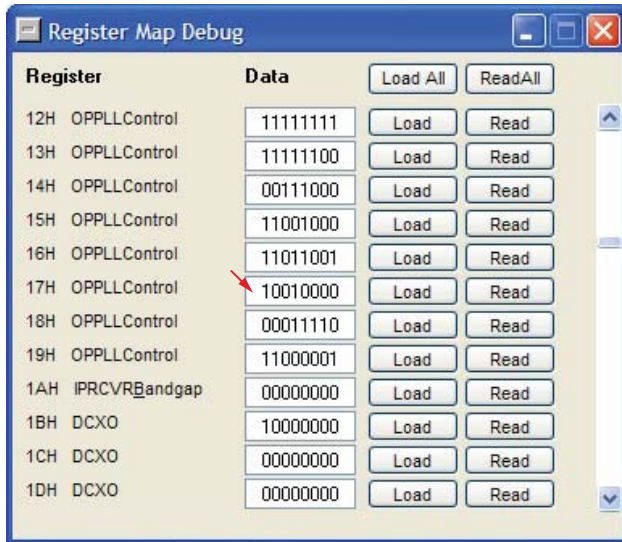 Register Map Debug
Register Data Load All ReadAll
12H OPPLLControl 11111111 Load Read
13H OPPLLControl 11111100 Load Read
14H OPPLLControl 00111000 Load Read
15H OPPLLControl 11001000 Load Read
16H OPPLLControl 11011001 Load Read
17H OPPLLControl 10010000 Load Read
18H OPPLLControl 00011110 Load Read
19H OPPLLControl 11000001 Load Read
1AH IPRCVRBandgap 00000000 Load Read
1BH DCXO 10000000 Load Read
1CH DCXO 00000000 Load Read
1DH DCXO 00000000 Load Read